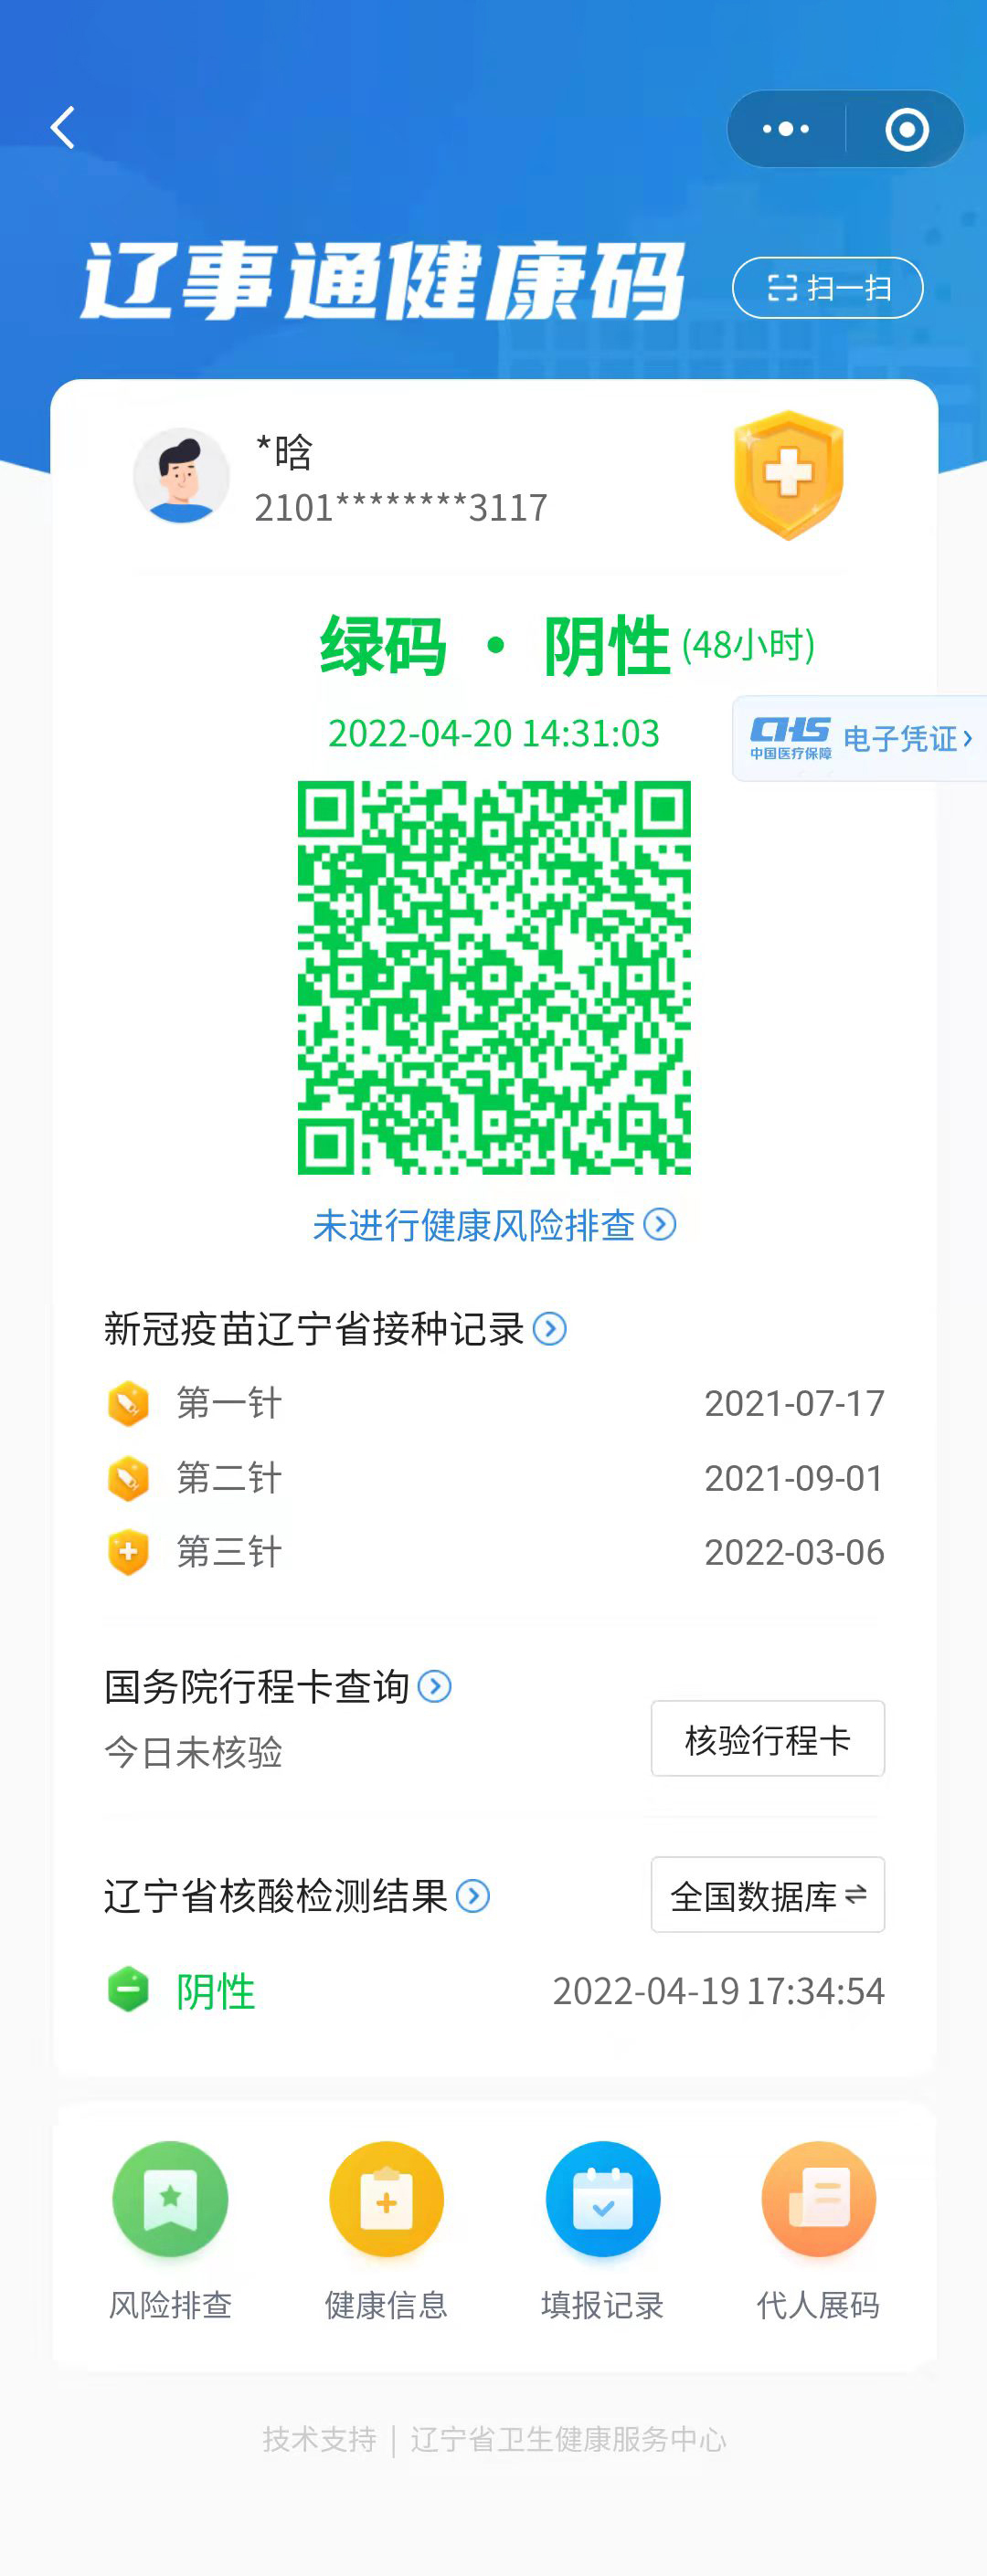 辽事通健康码
扫一扫
*晗
2101********3117
绿码 · 阴性 (48小时)
2022-04-20 14:31:03
CHS
中国医疗保障
电子凭证
未进行健康风险排查
新冠疫苗辽宁省接种记录
第一针 2021-07-17
第二针 2021-09-01
第三针 2022-03-06
国务院行程卡查询
今日未核验
核验行程卡
辽宁省核酸检测结果
全国数据库
阴性 2022-04-19 17:34:54
风险排查 健康信息 填报记录 代人展码
技术支持 | 辽宁省卫生健康服务中心